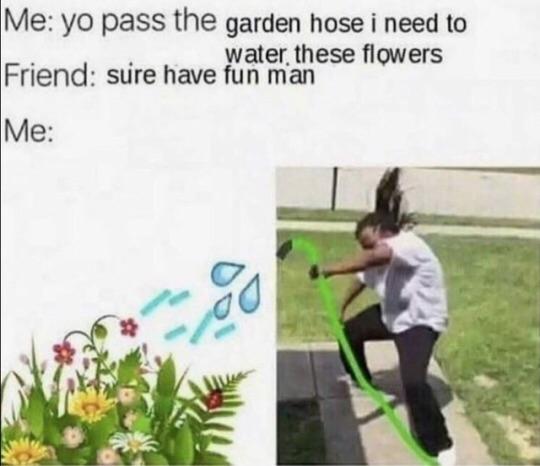 Me: yo pass the garden hose i need to
water these flowers
Friend: sure have fun man
Me: